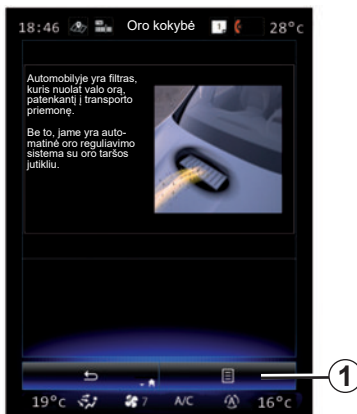 18:46 Oro kokybė 28°c
Automobilyje yra filtras,
kuris nuolat valo orą,
patenkantį į transporto
priemonę.
Be to, jame yra auto-
matinė oro reguliavimo
sistema su oro taršos
jutikliu.
1
19°c 7 A/C 16°c